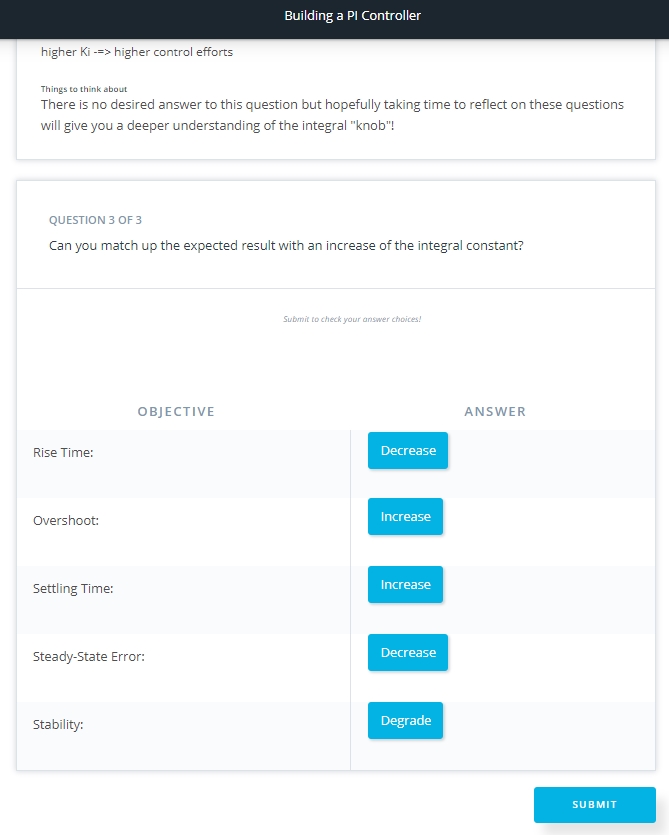 Building a PI Controller
higher Ki -=> higher control efforts
Things to think about
There is no desired answer to this question but hopefully taking time to reflect on these questions
will give you a deeper understanding of the integral "knob"!
QUESTION 3 OF 3
Can you match up the expected result with an increase of the integral constant?
Submit to check your answer choices!
OBJECTIVE ANSWER
Rise Time: Decrease
Overshoot: Increase
Settling Time: Increase
Steady-State Error: Decrease
Stability: Degrade
SUBMIT